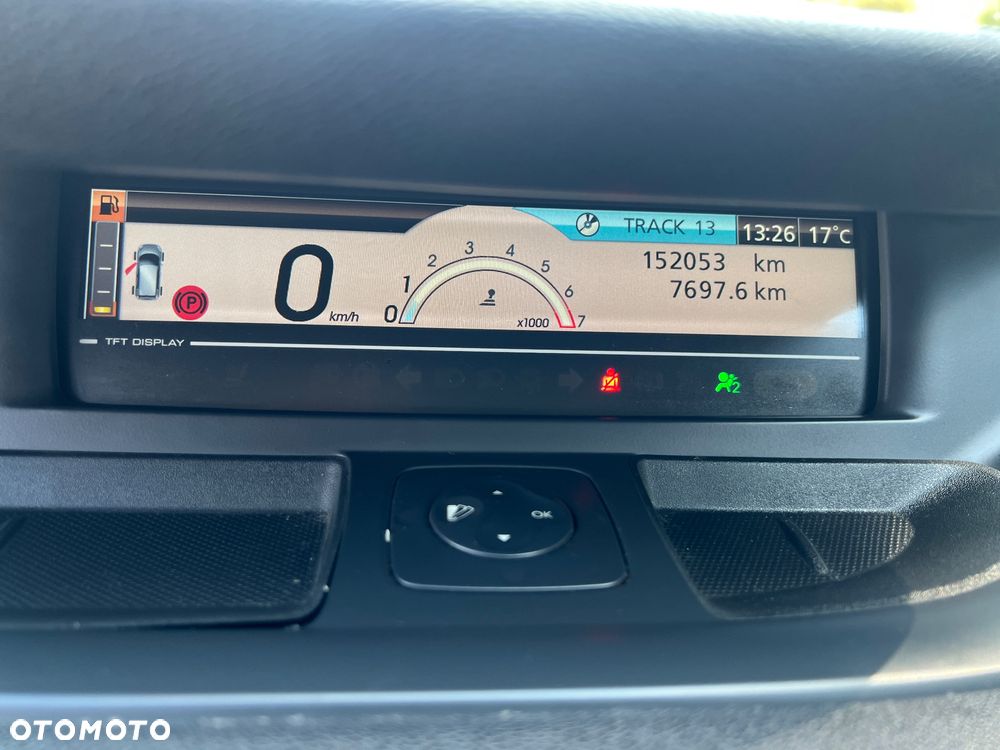 TRACK 13
13:26
17°C
0
km/h
0 1 2 3 4 5 6 7
x1000
152053 km
7697.6 km
P
TFT DISPLAY
2
OK
OTOMOTO